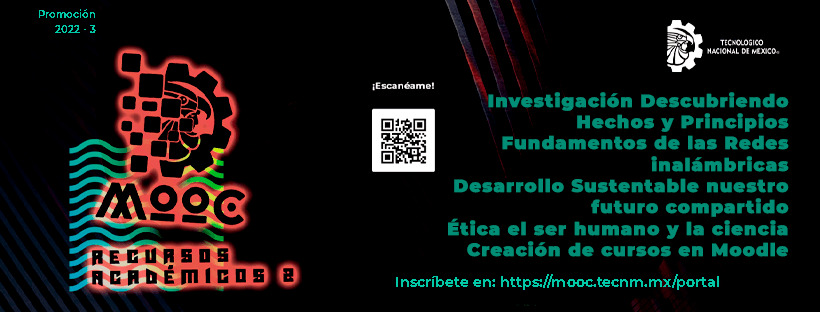 Promoción
2022 - 3
TECNOLÓGICO
NACIONAL DE MÉXICO®
¡Escanéame!
Investigación Descubriendo
Hechos y Principios
Fundamentos de las Redes
inalámbricas
Desarrollo Sustentable nuestro
futuro compartido
Ética el ser humano y la ciencia
Creación de cursos en Moodle
MOOC
RECURSOS
ACADÉMICOS 2
Inscríbete en: https://mooc.tecnm.mx/portal